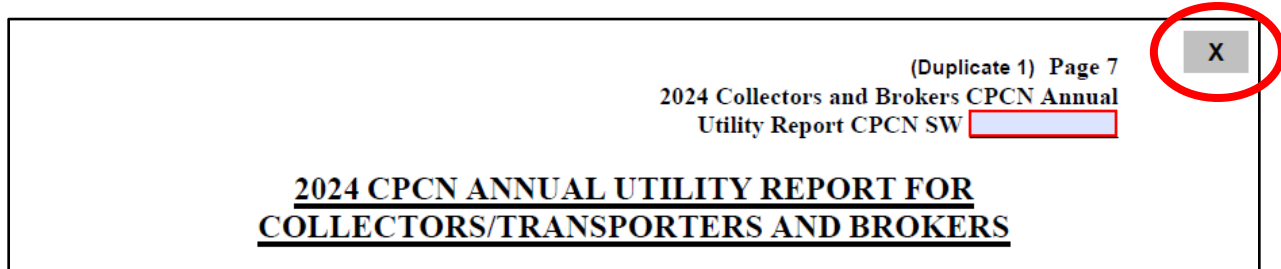 X
(Duplicate 1) Page 7
2024 Collectors and Brokers CPCN Annual
Utility Report CPCN SW
2024 CPCN ANNUAL UTILITY REPORT FOR
COLLECTORS/TRANSPORTERS AND BROKERS